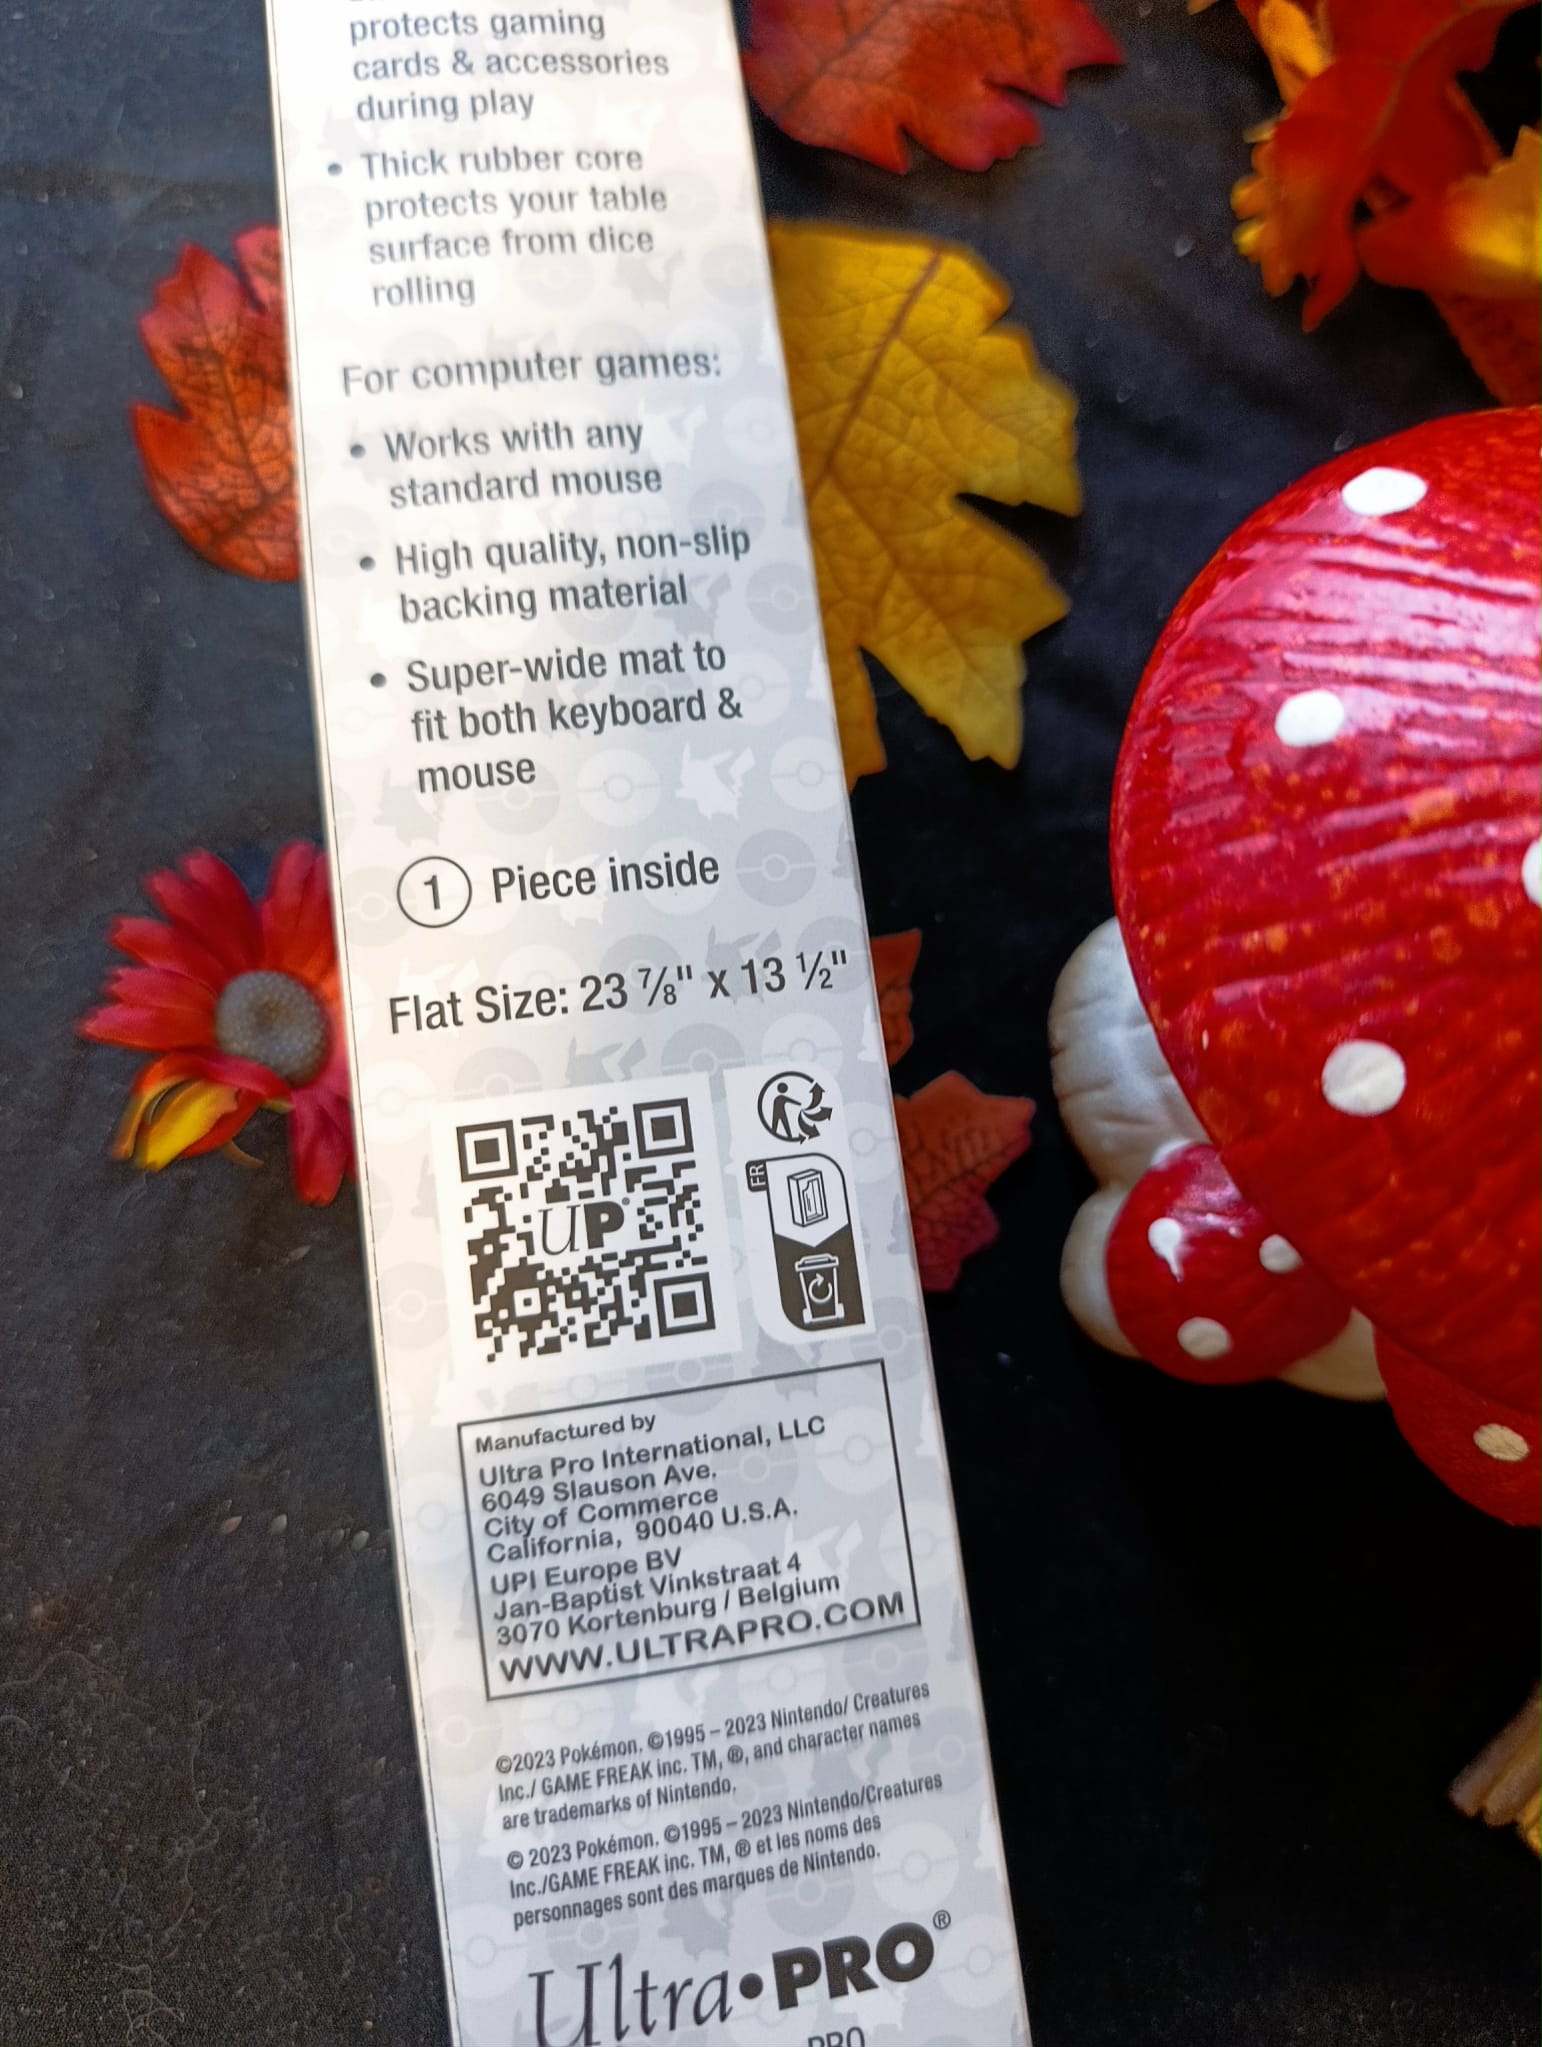 protects gaming
cards & accessories
during play
• Thick rubber core
protects your table
surface from dice
rolling
For computer games:
• Works with any
standard mouse
• High quality, non-slip
backing material
• Super-wide mat to
fit both keyboard &
mouse
1 Piece inside
Flat Size: 23 ⅞" x 13 ½"
UP
FR
Manufactured by
Ultra Pro International, LLC
6049 Slauson Ave.
City of Commerce
California, 90040 U.S.A.
UPI Europe BV
Jan-Baptist Vinkstraat 4
3070 Kortenburg / Belgium
WWW.ULTRAPRO.COM
©2023 Pokémon. ©1995 – 2023 Nintendo/ Creatures
Inc./ GAME FREAK inc. TM, ®, and character names
are trademarks of Nintendo.
© 2023 Pokémon. ©1995 – 2023 Nintendo/Creatures
Inc./GAME FREAK inc. TM, ® et les noms des
personnages sont des marques de Nintendo.
Ultra•PRO®
PRO